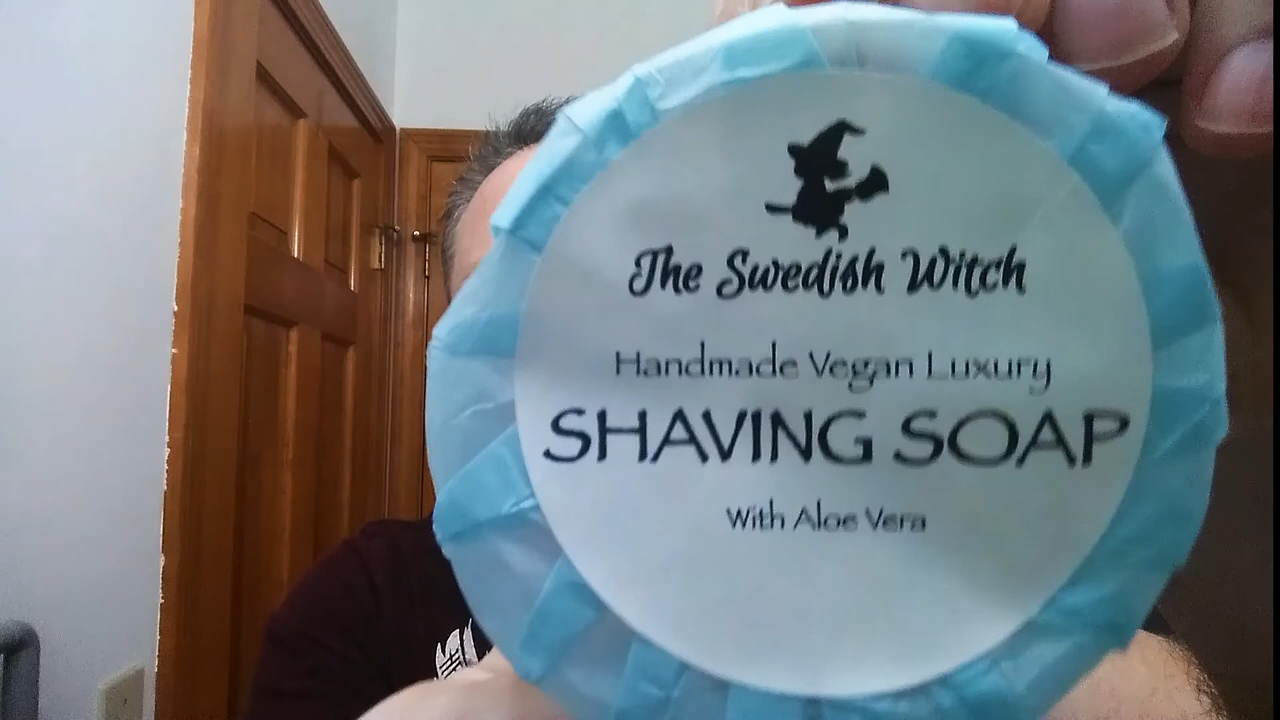 The Swedish Witch
Handmade Vegan Luxury
SHAVING SOAP
With Aloe Vera